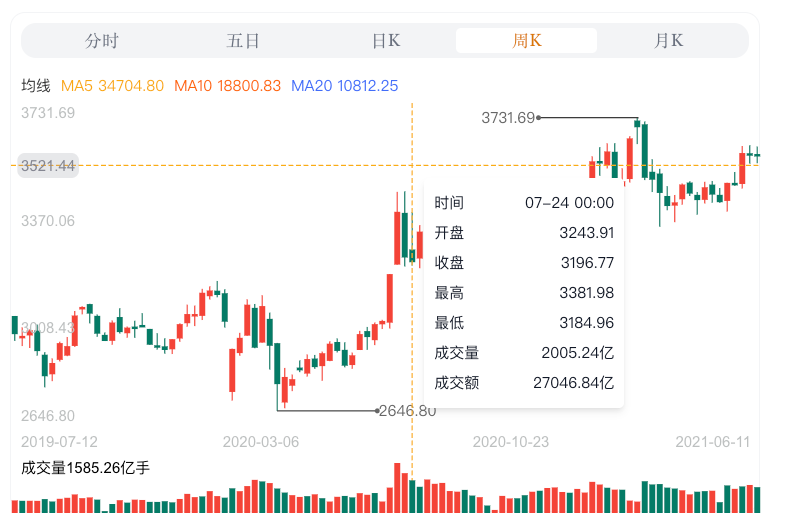 分时 五日 日K 周K 月K
均线 MA5 34704.80 MA10 18800.83 MA20 10812.25
3731.69
3731.69
3521.44
时间 07-24 00:00
3370.06
开盘 3243.91
收盘 3196.77
最高 3381.98
3008.43
最低 3184.96
成交量 2005.24亿
成交额 27046.84亿
2646.80
2646.80
2019-07-12 2020-03-06 2020-10-23 2021-06-11
成交量1585.26亿手